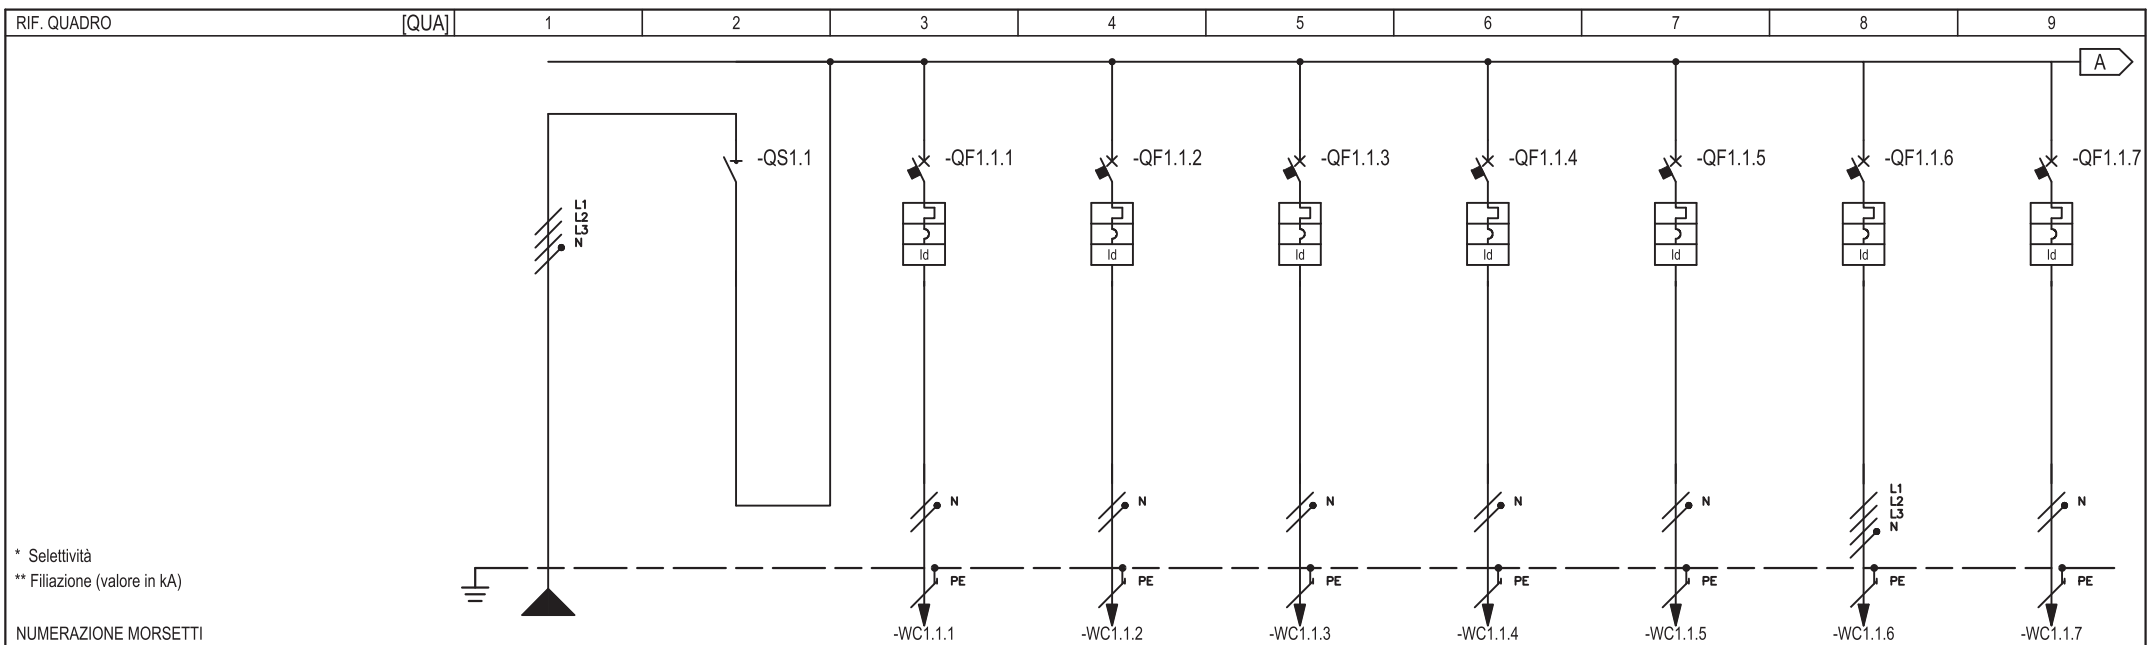 RIF. QUADRO [QUA] 1 2 3 4 5 6 7 8 9
A
-QS1.1 -QF1.1.1 -QF1.1.2 -QF1.1.3 -QF1.1.4 -QF1.1.5 -QF1.1.6 -QF1.1.7
L1
L2
L3
N
Id Id Id Id Id Id Id
N N N N N
L1
L2
L3
N
N
* Selettività
** Filiazione (valore in kA)
PE PE PE PE PE PE PE
NUMERAZIONE MORSETTI -WC1.1.1 -WC1.1.2 -WC1.1.3 -WC1.1.4 -WC1.1.5 -WC1.1.6 -WC1.1.7